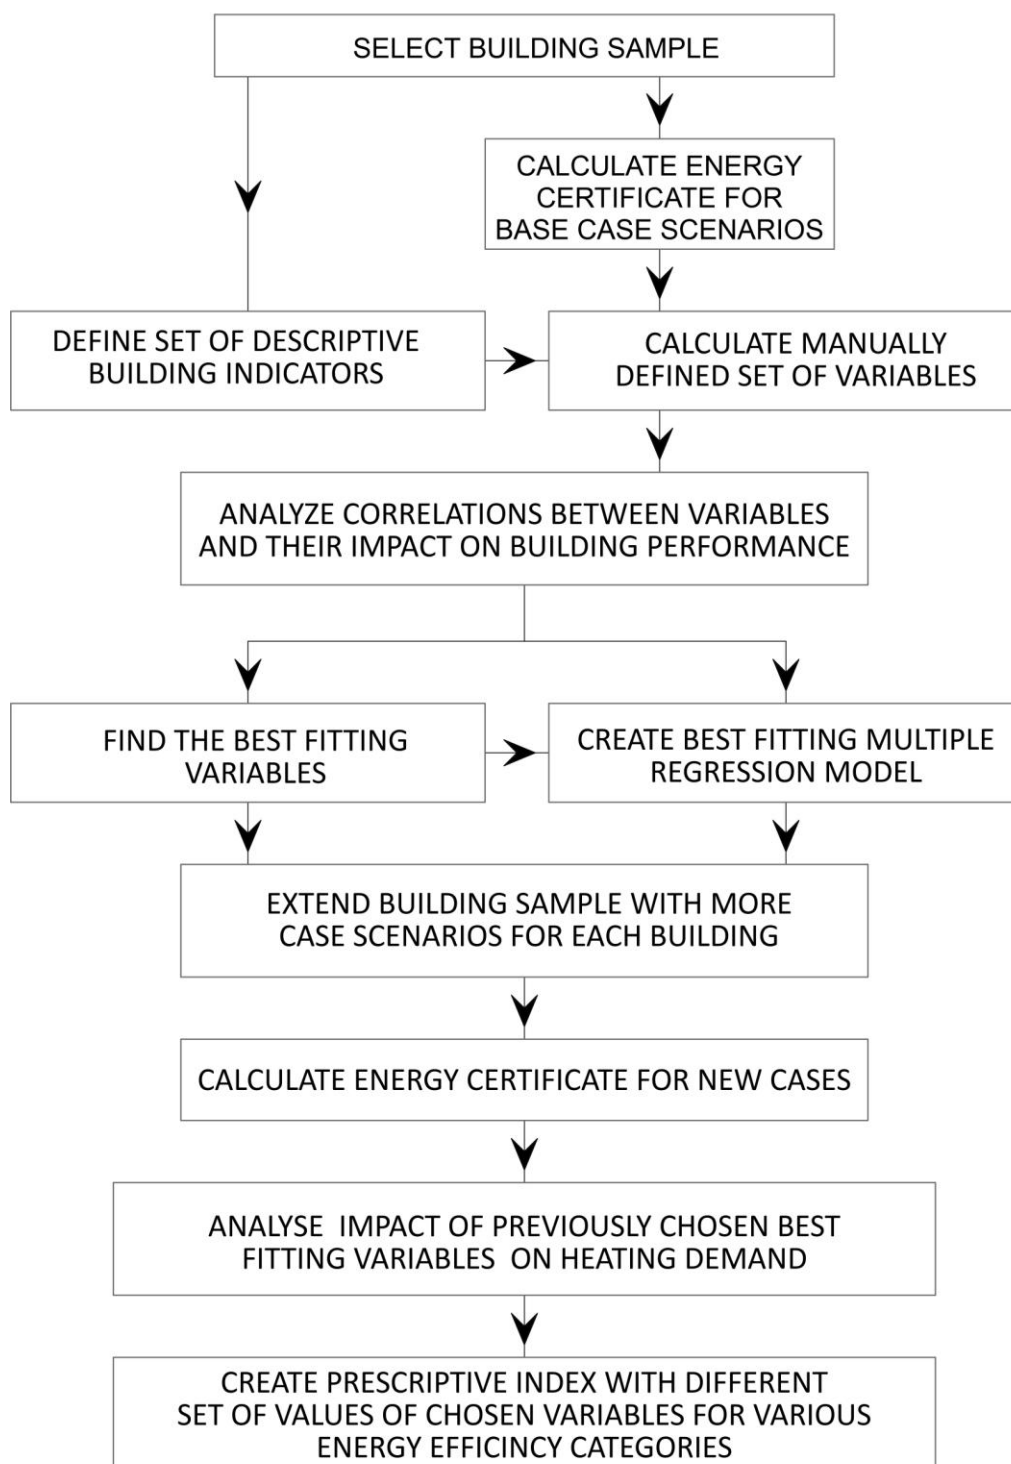 SELECT BUILDING SAMPLE
CALCULATE ENERGY
CERTIFICATE FOR
BASE CASE SCENARIOS
DEFINE SET OF DESCRIPTIVE
BUILDING INDICATORS
CALCULATE MANUALLY
DEFINED SET OF VARIABLES
ANALYZE CORRELATIONS BETWEEN VARIABLES
AND THEIR IMPACT ON BUILDING PERFORMANCE
FIND THE BEST FITTING
VARIABLES
CREATE BEST FITTING MULTIPLE
REGRESSION MODEL
EXTEND BUILDING SAMPLE WITH MORE
CASE SCENARIOS FOR EACH BUILDING
CALCULATE ENERGY CERTIFICATE FOR NEW CASES
ANALYSE IMPACT OF PREVIOUSLY CHOSEN BEST
FITTING VARIABLES ON HEATING DEMAND
CREATE PRESCRIPTIVE INDEX WITH DIFFERENT
SET OF VALUES OF CHOSEN VARIABLES FOR VARIOUS
ENERGY EFFICINCY CATEGORIES